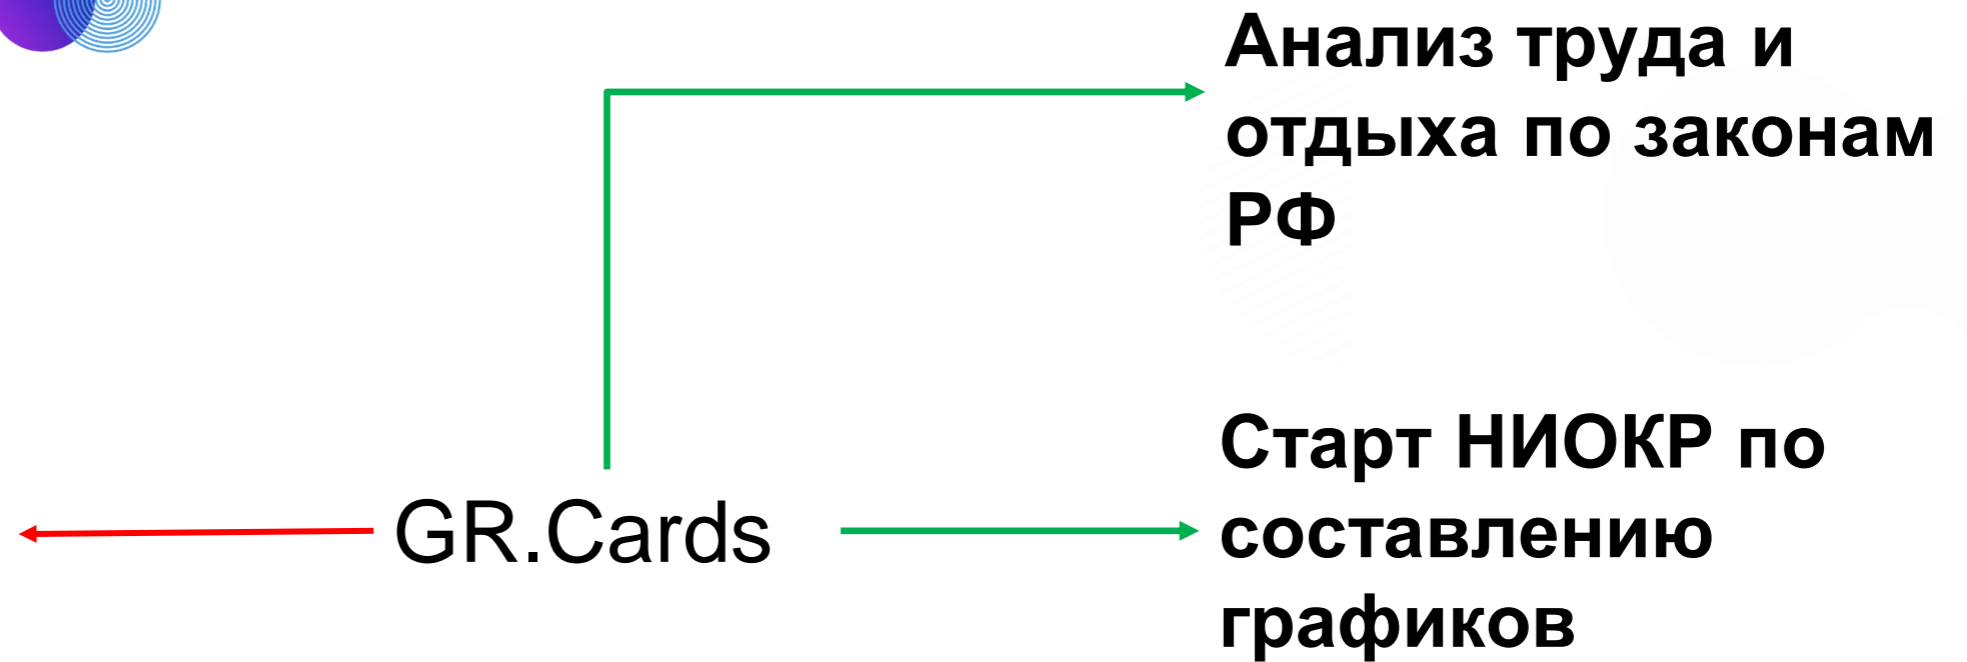 Анализ труда и
отдыха по законам
РФ
GR.Cards
Старт НИОКР по
составлению
графиков